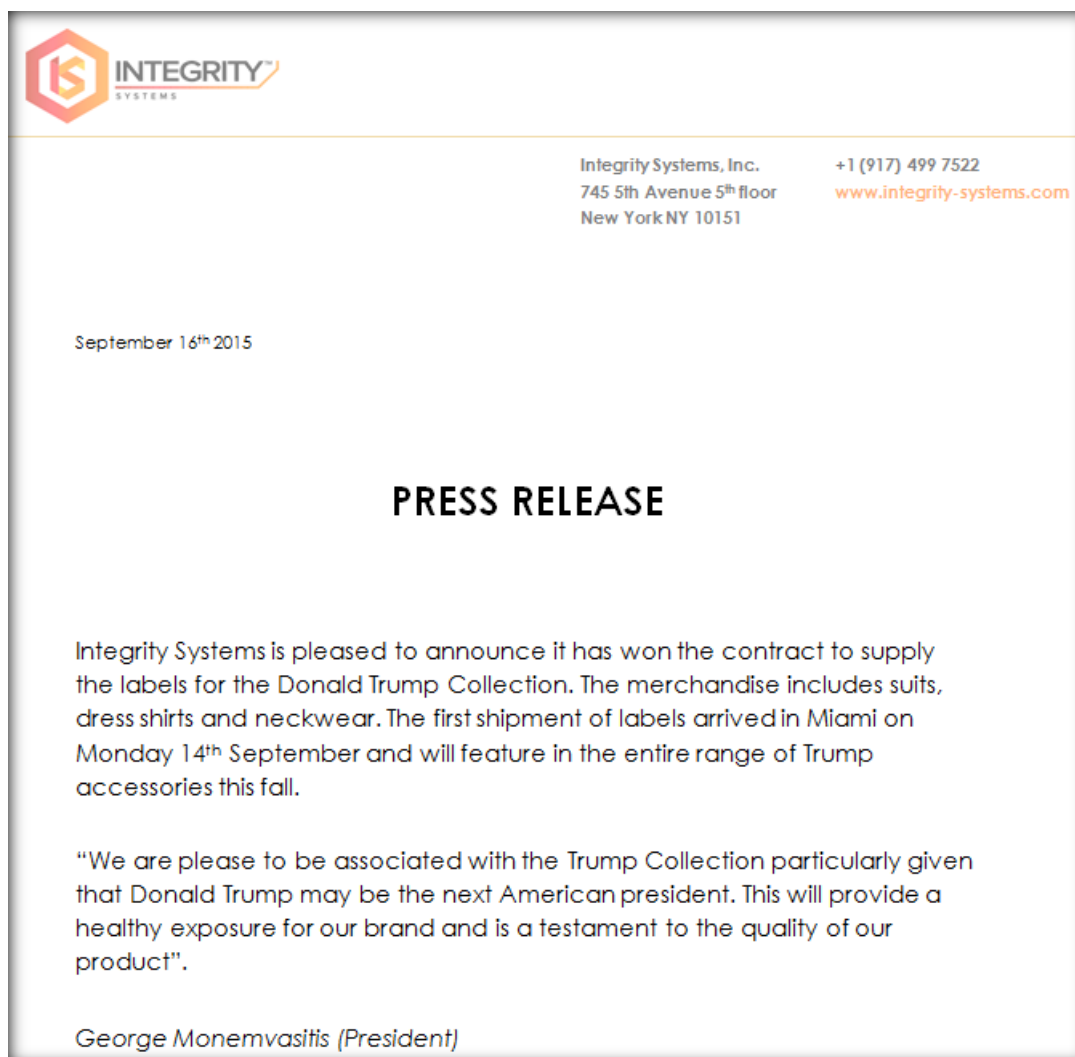 IS
INTEGRITY™
SYSTEMS
Integrity Systems, Inc.
745 5th Avenue 5th floor
New York NY 10151
+1 (917) 499 7522
www.integrity-systems.com
September 16th 2015
PRESS RELEASE
Integrity Systems is pleased to announce it has won the contract to supply
the labels for the Donald Trump Collection. The merchandise includes suits,
dress shirts and neckwear. The first shipment of labels arrived in Miami on
Monday 14th September and will feature in the entire range of Trump
accessories this fall.
“We are please to be associated with the Trump Collection particularly given
that Donald Trump may be the next American president. This will provide a
healthy exposure for our brand and is a testament to the quality of our
product”.
George Monemvasitis (President)